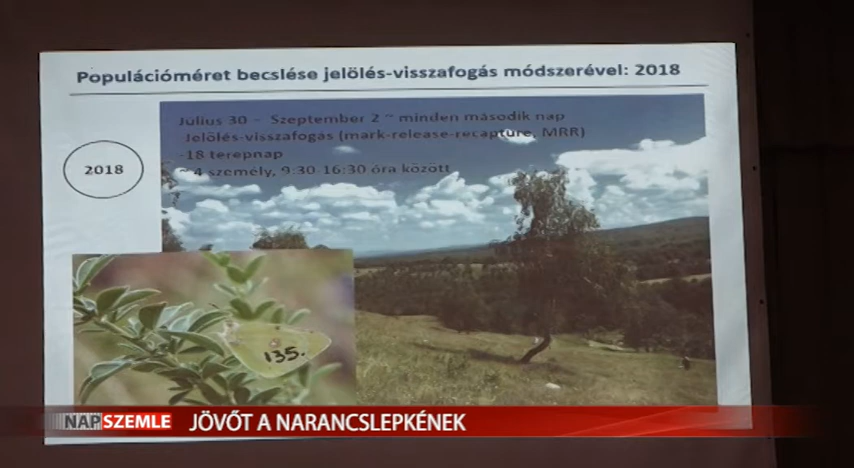 Populációméret becslése jelölés-visszafogás módszerével: 2018
Július 30 – Szeptember 2 ~ minden második nap
Jelölés-visszafogás (mark-release-recapture, MRR)
-18 terepnap
~ 4 személy, 9:30-16:30 óra között
2018
135.
NAPSZEMLE JÖVŐT A NARANCSLEPKÉNEK